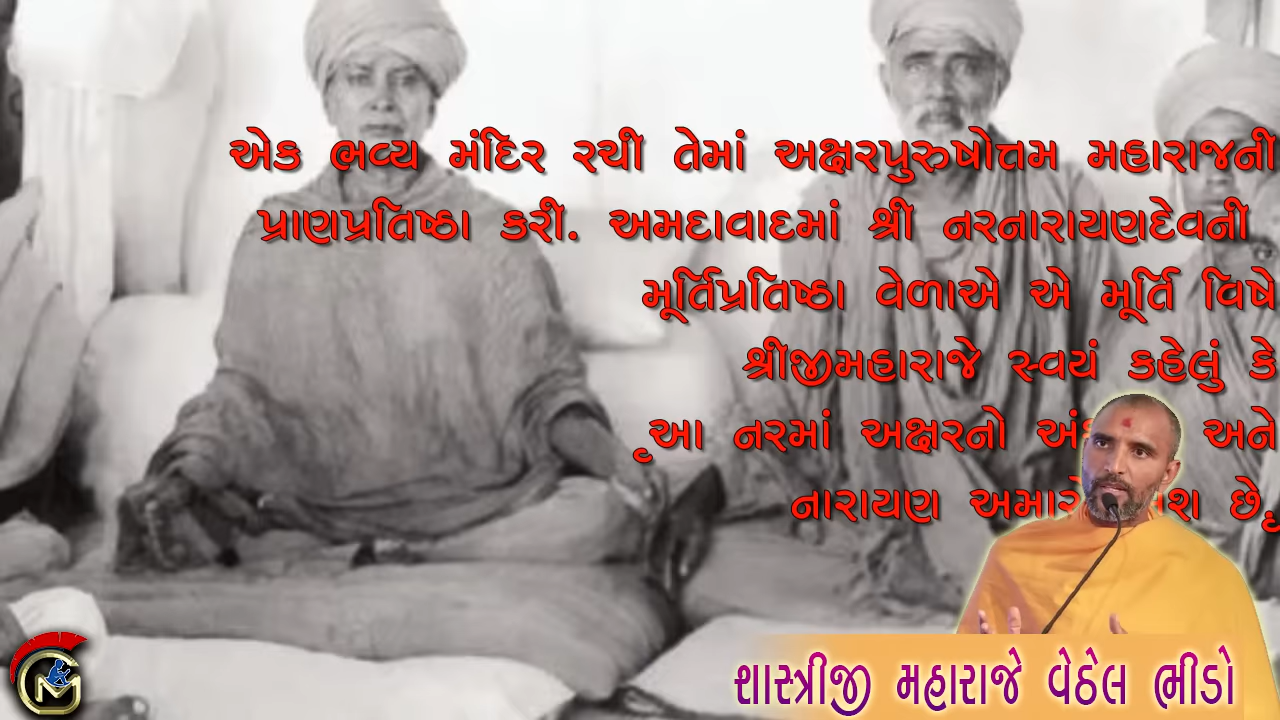 એક ભવ્ય મંદિર રચી તેમાં અક્ષરપુરુષોત્તમ મહારાજની
પ્રાણપ્રતિષ્ઠા કરી. અમદાવાદમાં શ્રી નરનારાયણદેવની
મૂર્તિપ્રતિષ્ઠા વેળાએ એ મૂર્તિ વિષે
શ્રીજીમહારાજે સ્વયં કહેલું કે
આ નરમાં અક્ષરનો અને
નારાયણ છે
શાસ્ત્રીજી મહારાજે વેઠેલ ભીડો